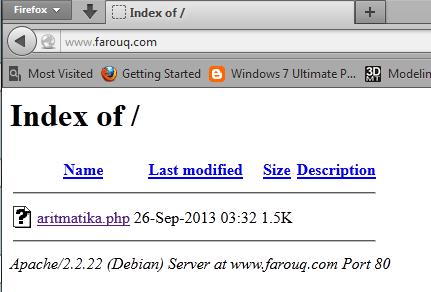 Firefox
Index of /
www.farouq.com
Most Visited Getting Started Windows 7 Ultimate P... 3D MT Modelin
Index of /
Name Last modified Size Description
aritmatika.php 26-Sep-2013 03:32 1.5K
Apache/2.2.22 (Debian) Server at www.farouq.com Port 80